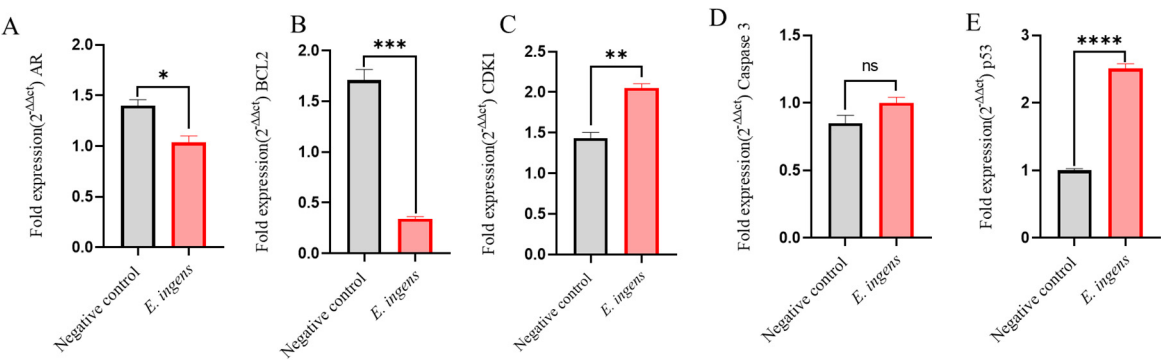 A
Fold expression(2^-ΔΔct) AR
2.0
1.5
1.0
0.5
0.0
*
Negative control
E. ingens
B
Fold expression(2^-ΔΔct) BCL2
2.0
1.5
1.0
0.5
0.0
***
Negative control
E. ingens
C
Fold expression(2^-ΔΔct) CDK1
2.5
2.0
1.5
1.0
0.5
0.0
**
Negative control
E. ingens
D
Fold expression(2^-ΔΔct) Caspase 3
1.5
1.0
0.5
0.0
ns
Negative control
E. ingens
E
Fold expression(2^-ΔΔct) p53
3
2
1
0
****
Negative control
E. ingens